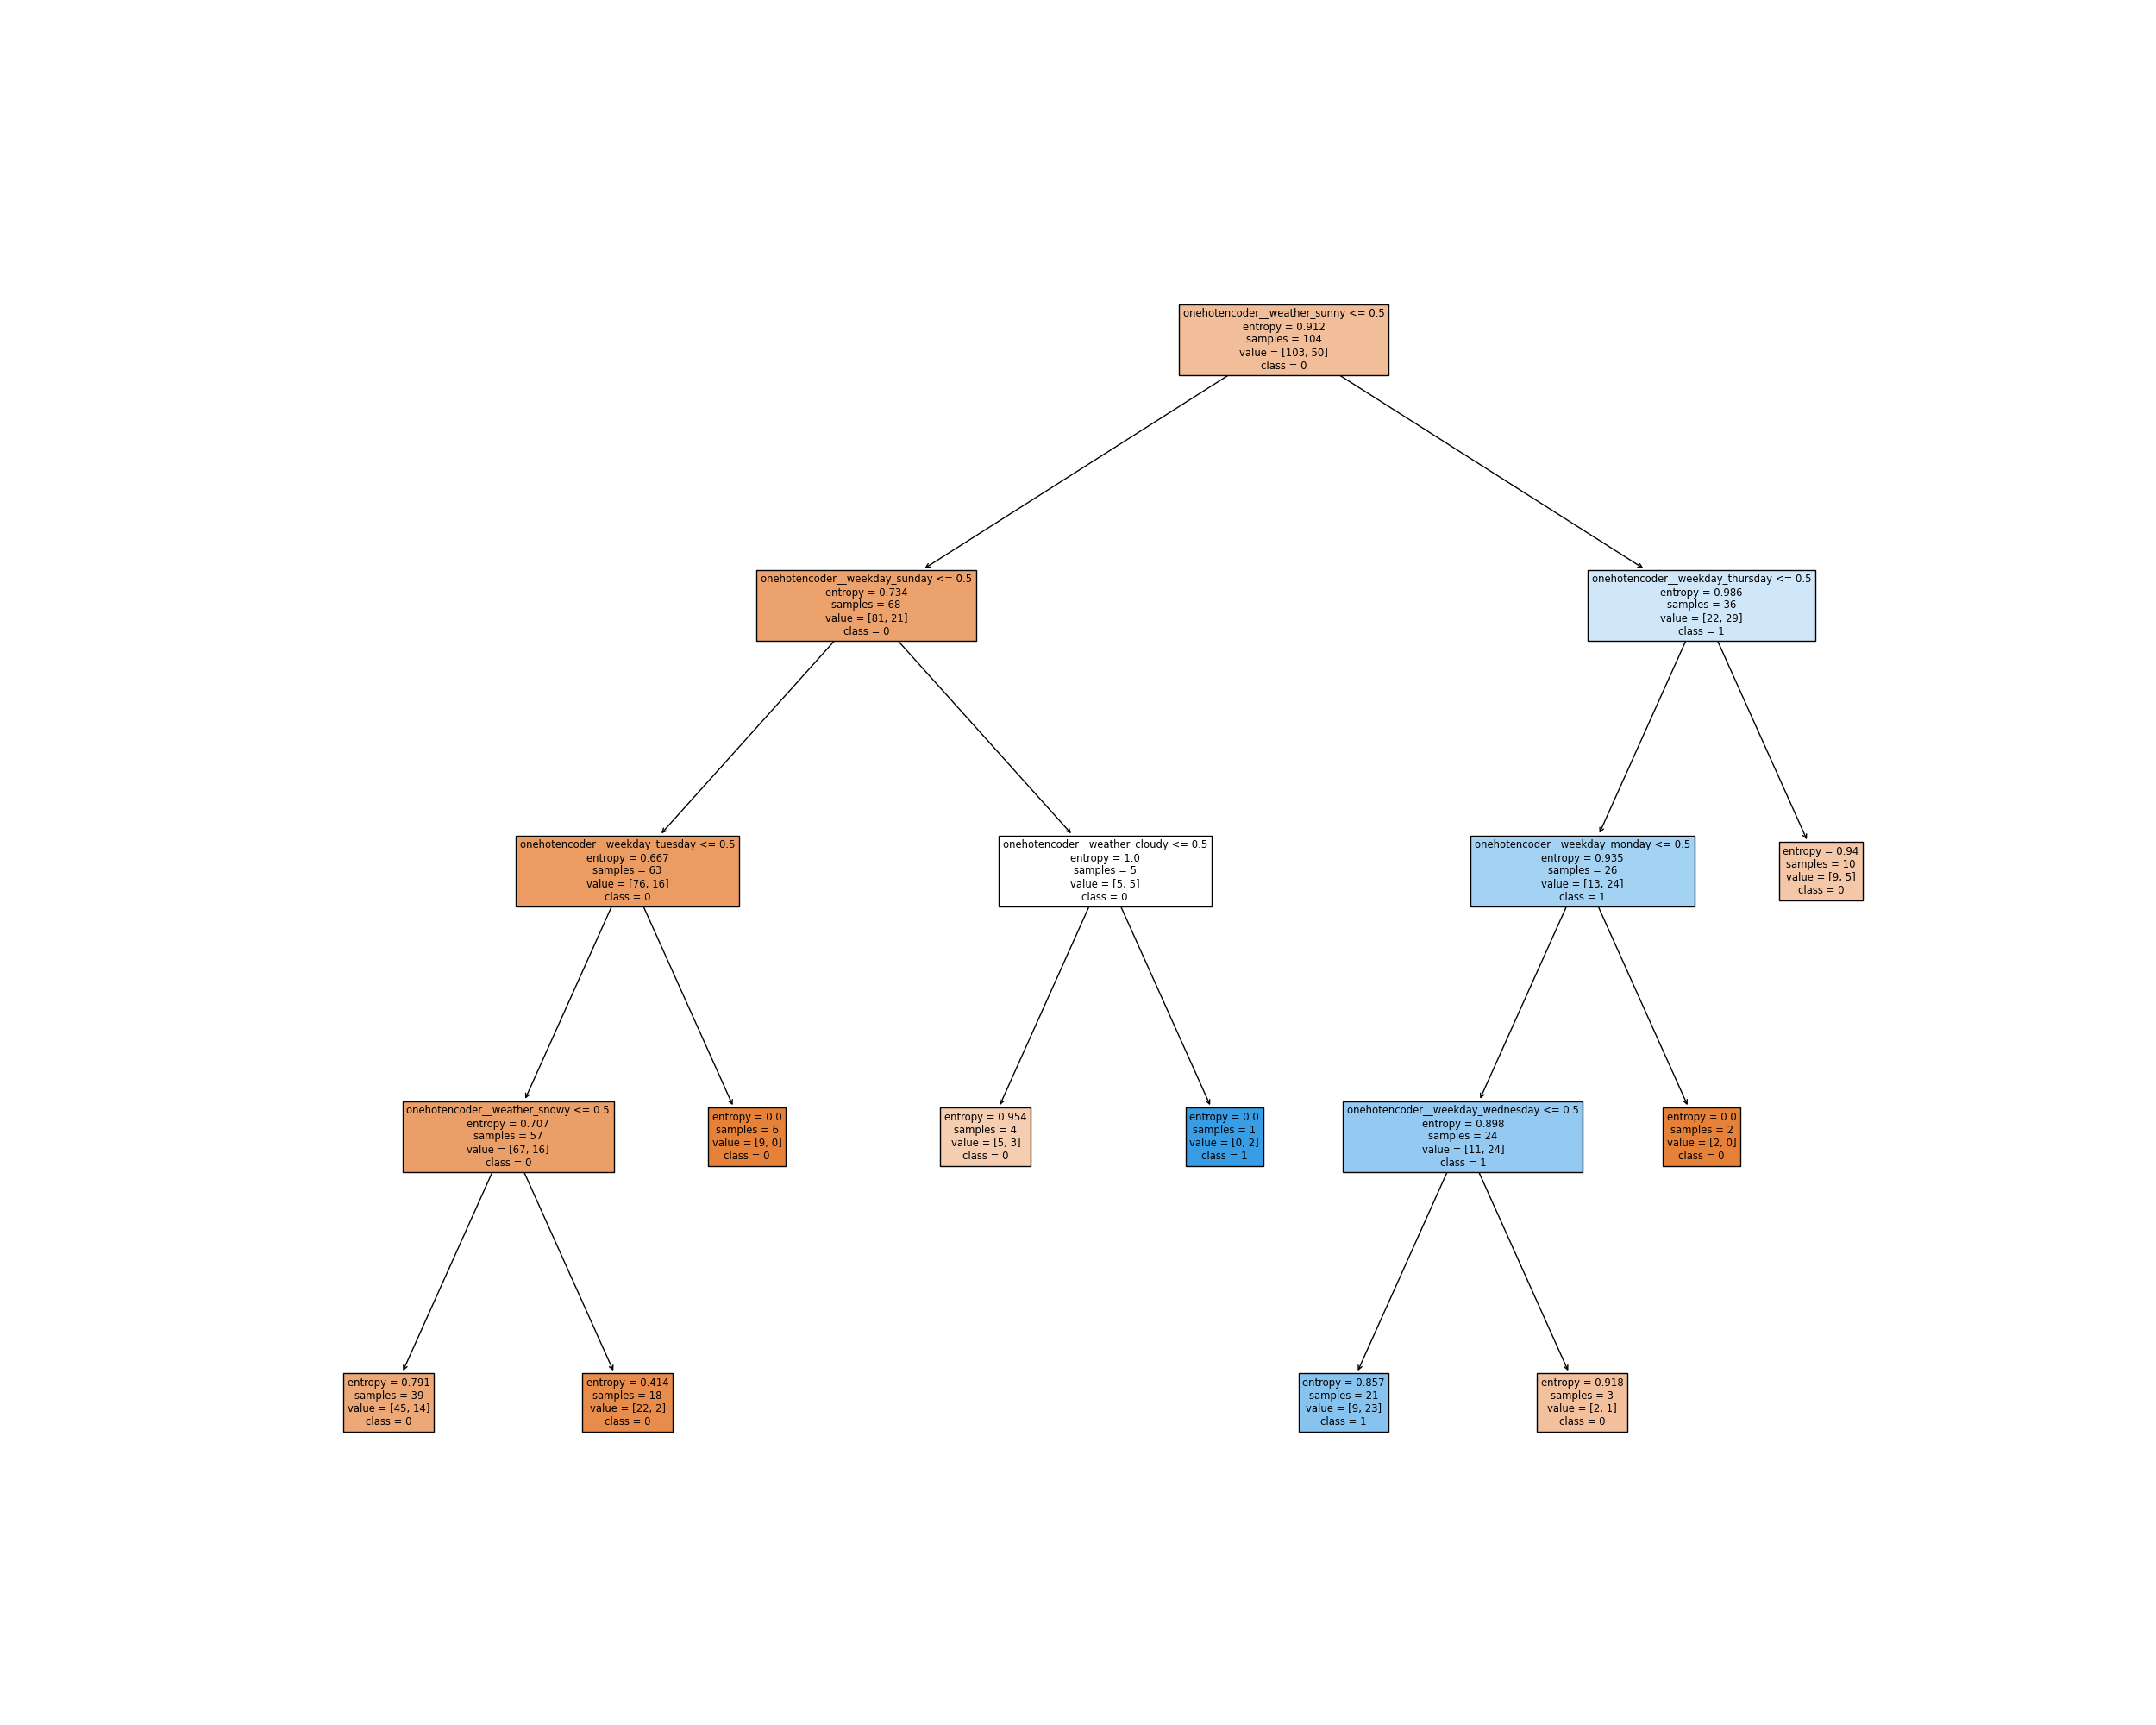 onehotencoder__weather_sunny <= 0.5
entropy = 0.912
samples = 104
value = [103, 50]
class = 0
onehotencoder__weekday_sunday <= 0.5
entropy = 0.734
samples = 68
value = [81, 21]
class = 0
onehotencoder__weekday_thursday <= 0.5
entropy = 0.986
samples = 36
value = [22, 29]
class = 1
onehotencoder__weekday_tuesday <= 0.5
entropy = 0.667
samples = 63
value = [76, 16]
class = 0
onehotencoder__weather_cloudy <= 0.5
entropy = 1.0
samples = 5
value = [5, 5]
class = 0
onehotencoder__weekday_monday <= 0.5
entropy = 0.935
samples = 26
value = [13, 24]
class = 1
entropy = 0.94
samples = 10
value = [9, 5]
class = 0
onehotencoder__weather_snowy <= 0.5
entropy = 0.707
samples = 57
value = [67, 16]
class = 0
entropy = 0.0
samples = 6
value = [9, 0]
class = 0
entropy = 0.954
samples = 4
value = [5, 3]
class = 0
entropy = 0.0
samples = 1
value = [0, 2]
class = 1
onehotencoder__weekday_wednesday <= 0.5
entropy = 0.898
samples = 24
value = [11, 24]
class = 1
entropy = 0.0
samples = 2
value = [2, 0]
class = 0
entropy = 0.791
samples = 39
value = [45, 14]
class = 0
entropy = 0.414
samples = 18
value = [22, 2]
class = 0
entropy = 0.857
samples = 21
value = [9, 23]
class = 1
entropy = 0.918
samples = 3
value = [2, 1]
class = 0